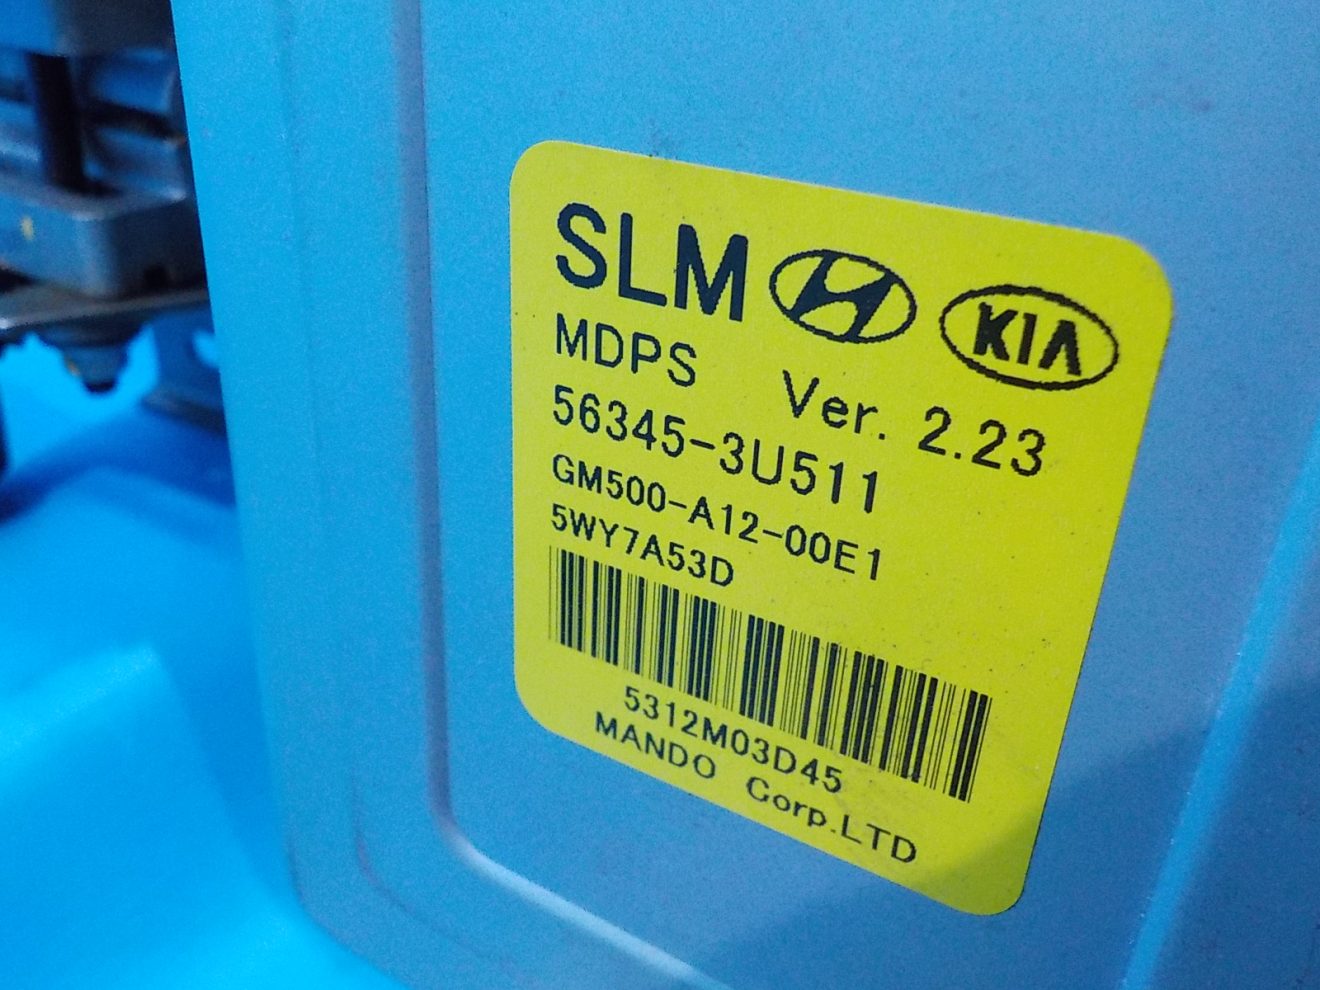 SLM KIA
MDPS Ver. 2.23
56345-3U511
GM500-A12-00E1
5WY7A53D
5312M03D45
MANDO Corp.LTD